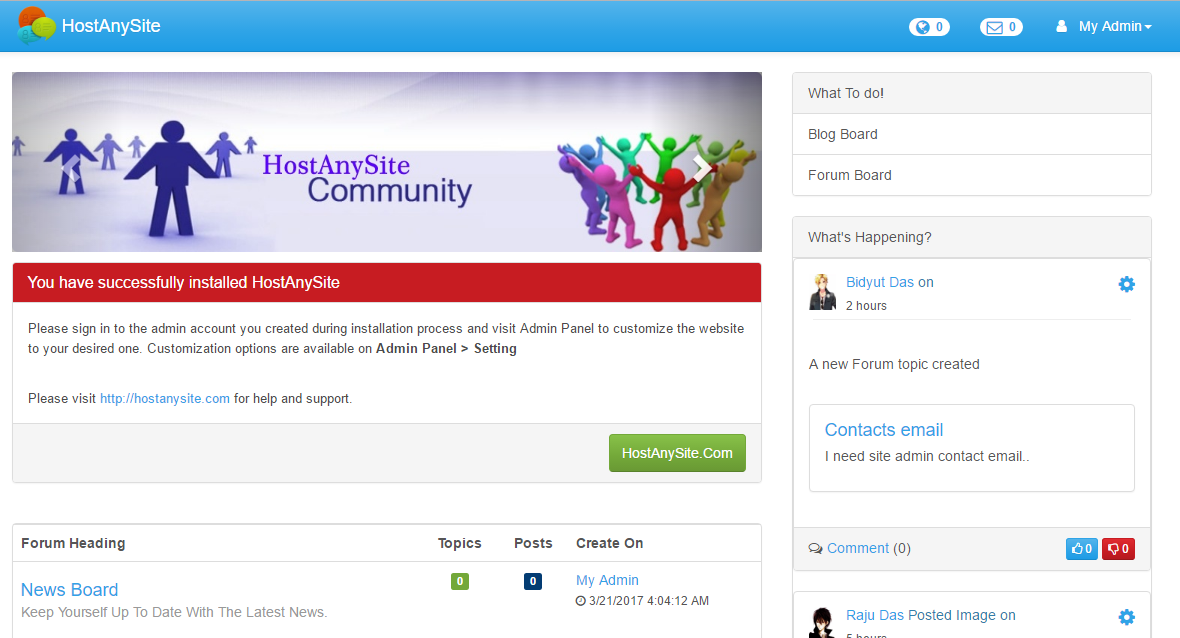 HostAnySite
0
0
My Admin
HostAnySite
Community
You have successfully installed HostAnySite
Please sign in to the admin account you created during installation process and visit Admin Panel to customize the website
to your desired one. Customization options are available on Admin Panel > Setting
Please visit http://hostanysite.com for help and support.
HostAnySite.Com
Forum Heading Topics Posts Create On
News Board 0 0 My Admin
Keep Yourself Up To Date With The Latest News. 3/21/2017 4:04:12 AM
What To do!
Blog Board
Forum Board
What's Happening?
Bidyut Das on
2 hours
A new Forum topic created
Contacts email
I need site admin contact email..
Comment (0) 0 0
Raju Das Posted Image on
5 hours